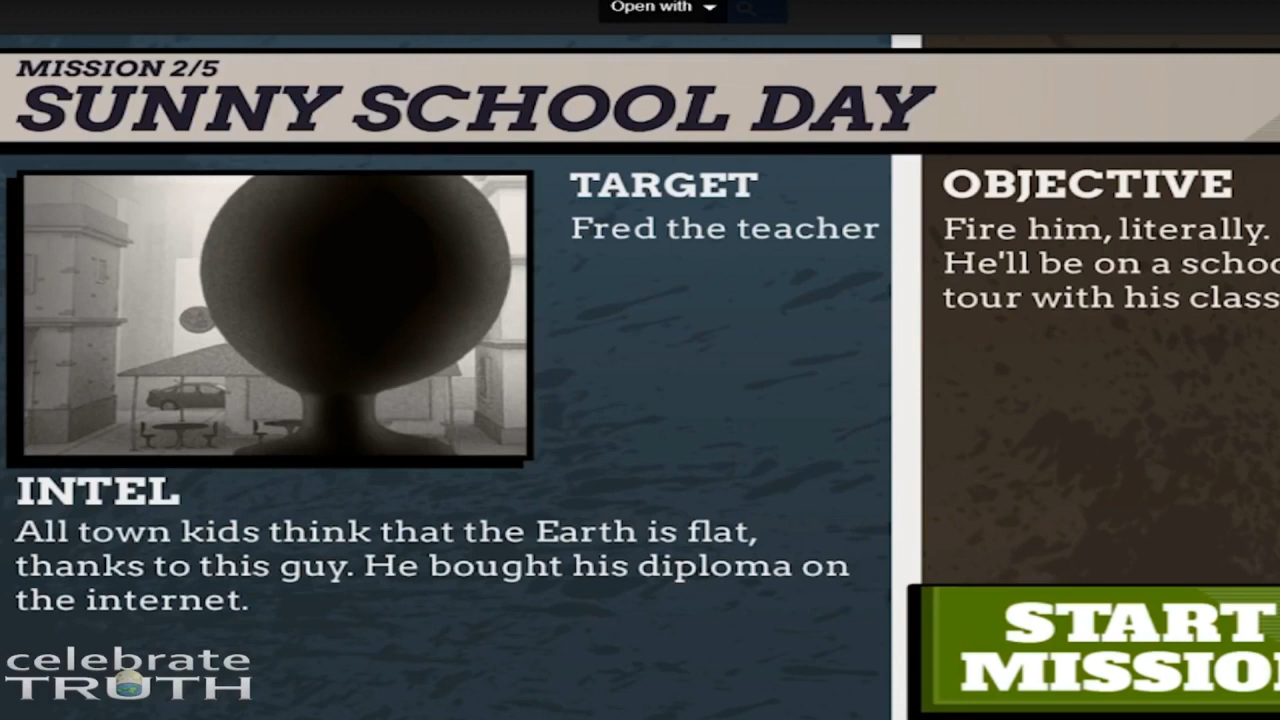 Open with
MISSION 2/5
SUNNY SCHOOL DAY
TARGET
Fred the teacher
OBJECTIVE
Fire him, literally.
He'll be on a schoo
tour with his class
INTEL
All town kids think that the Earth is flat,
thanks to this guy. He bought his diploma on
the internet.
START
MISSION
celebrate
TRUTH